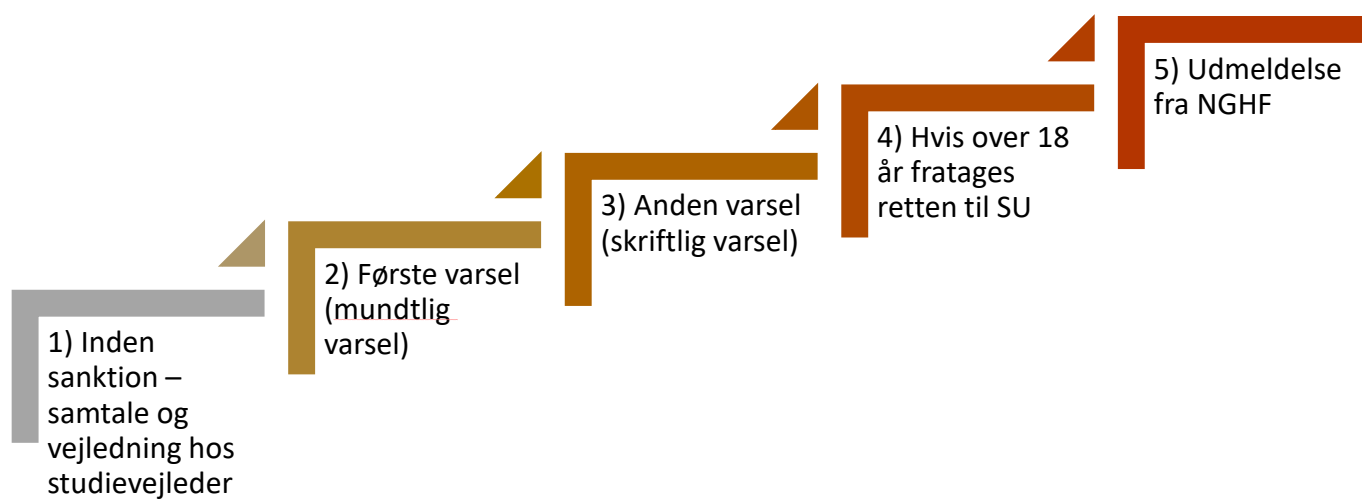 1) Inden
sanktion –
samtale og
vejledning hos
studievejleder
2) Første varsel
(mundtlig
varsel)
3) Anden varsel
(skriftlig varsel)
4) Hvis over 18
år fratages
retten til SU
5) Udmeldelse
fra NGHF